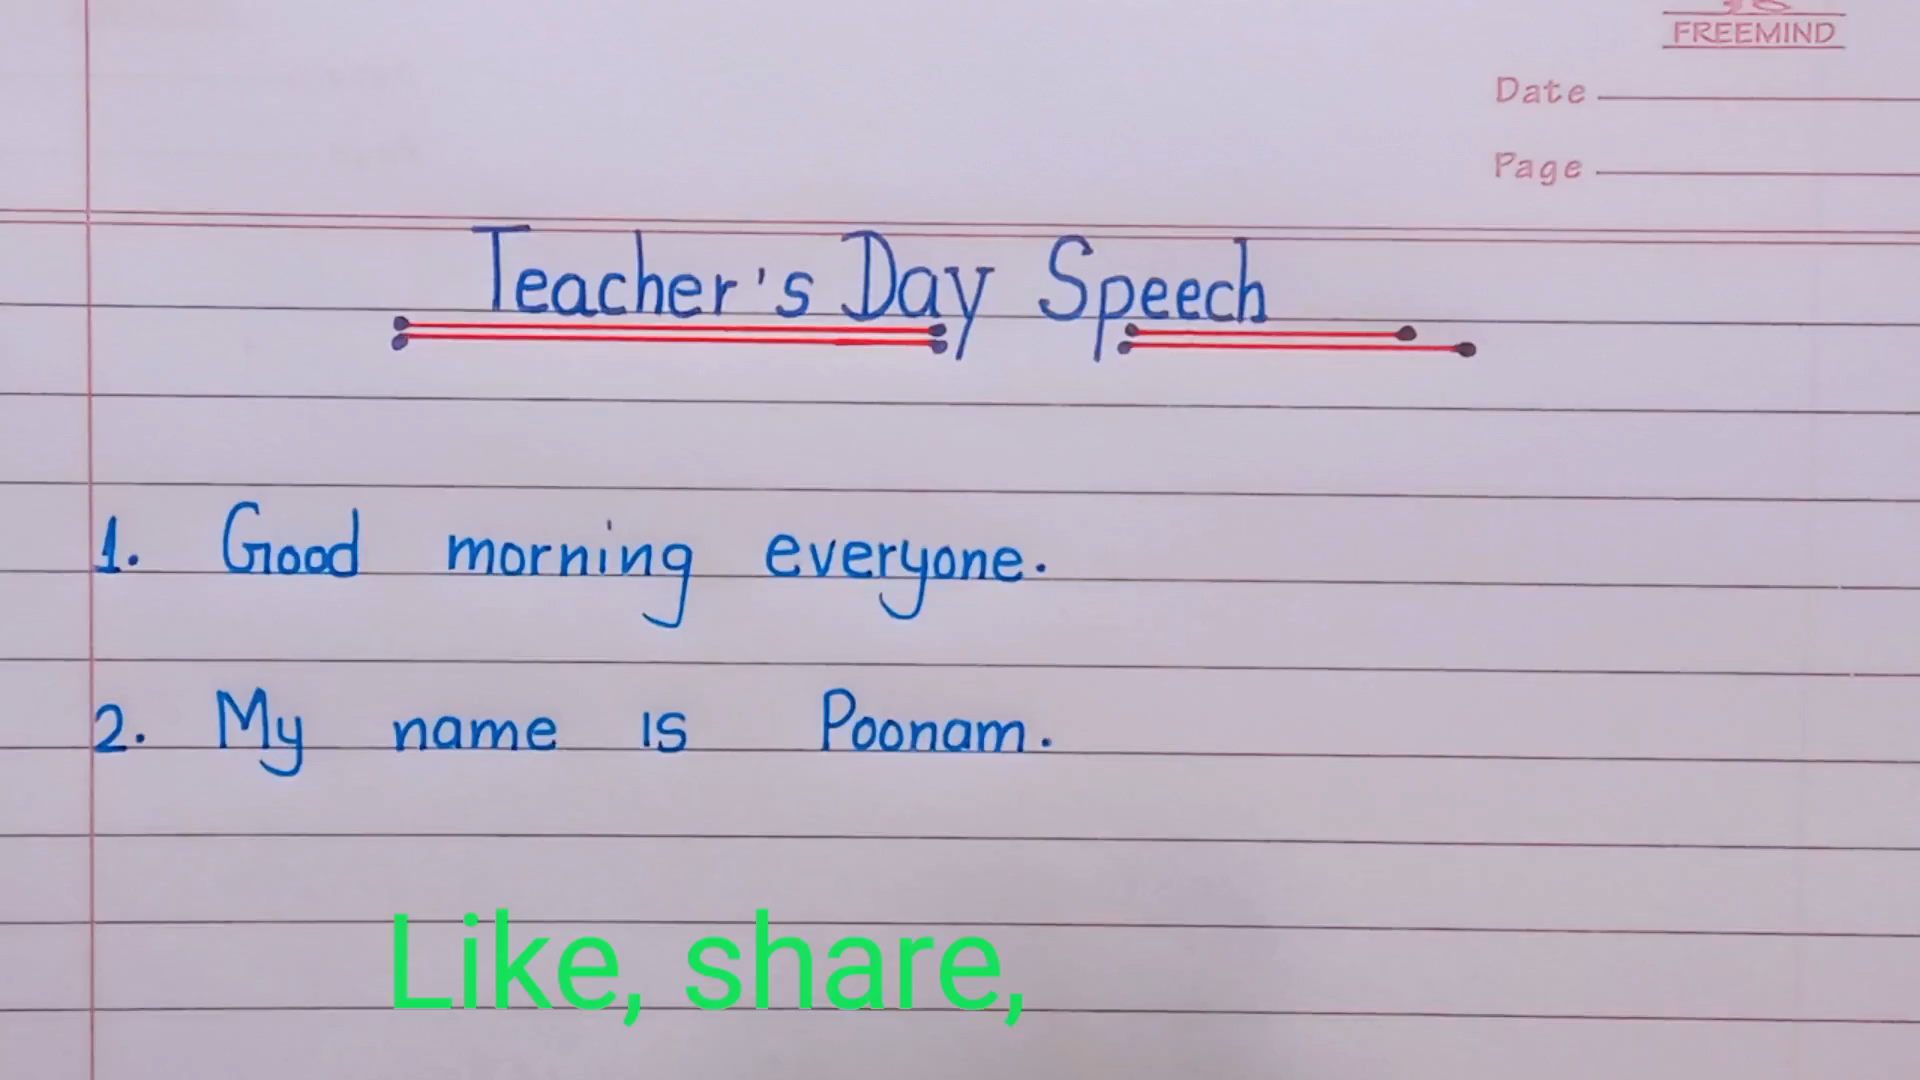 FREEMIND
Date
Page
Teacher's Day Speech
1. Good morning everyone.
2. My name is Poonam.
Like, share,